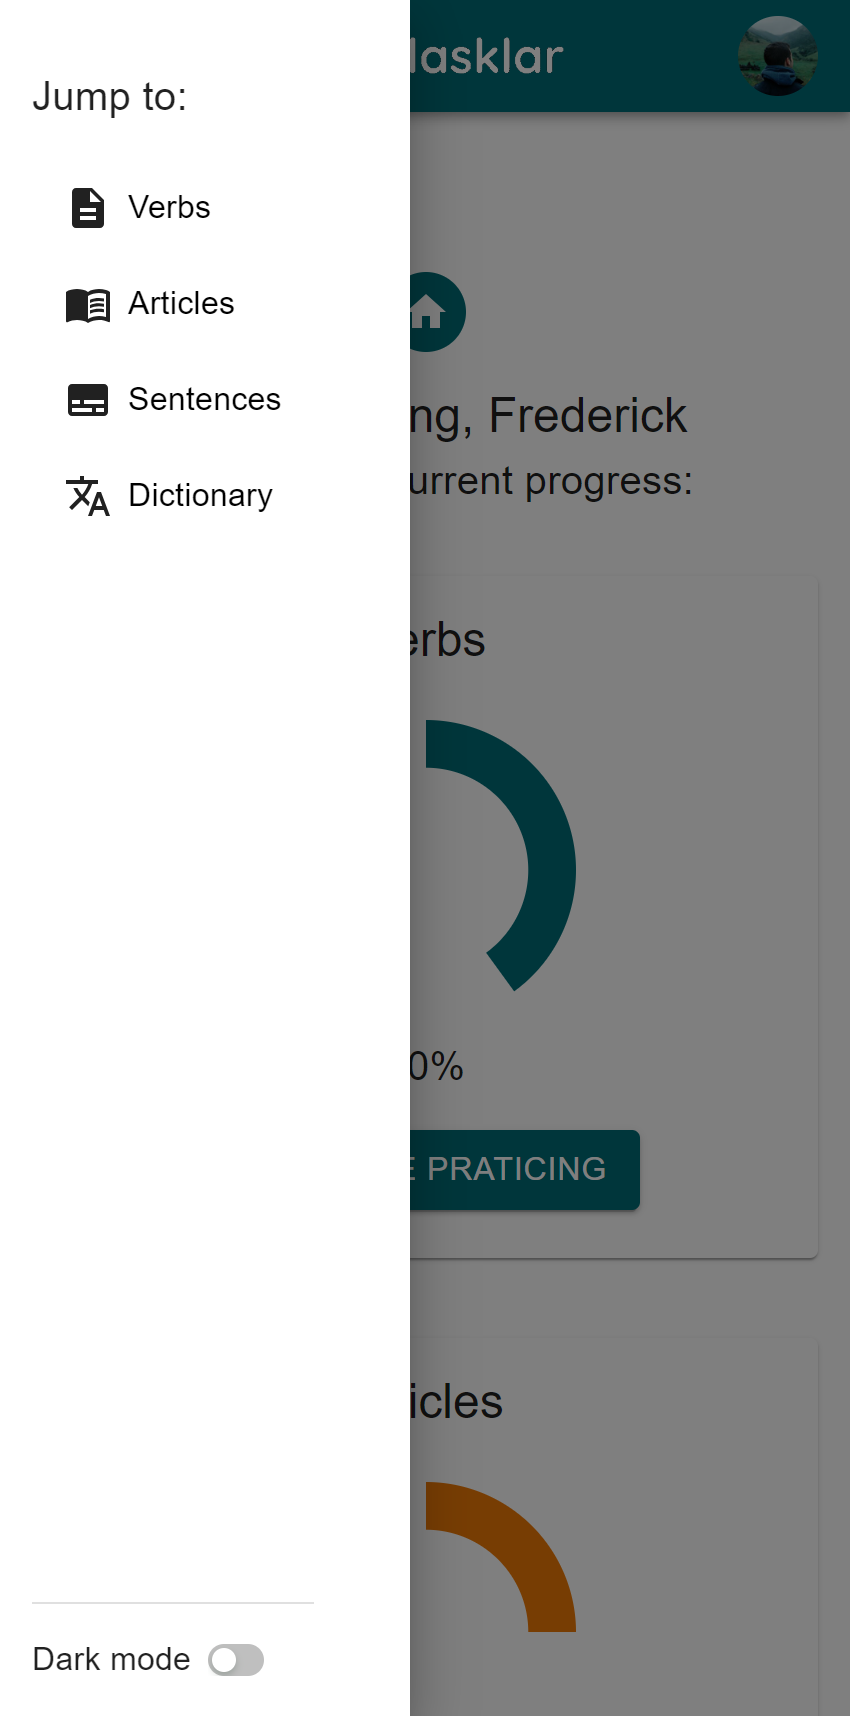 Jump to:
Verbs
Articles
Sentences
Dictionary
Dark mode
lasklar
ng, Frederick
urrent progress:
erbs
0%
E PRATICING
icles